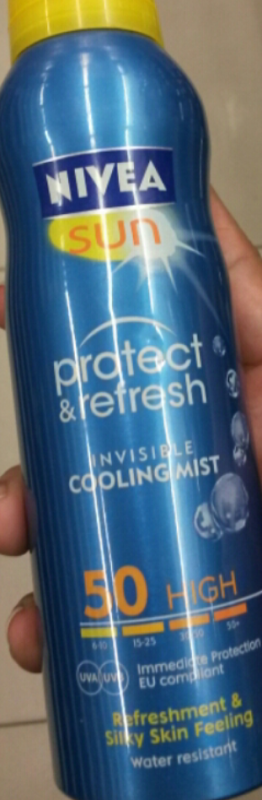 NIVEA
sun
protect
& refresh
INVISIBLE
COOLING MIST
50 HIGH
6-10 15-25 30-50 50+
UVA UVB
Immediate Protection
EU compliant
Refreshment &
Silky Skin Feeling
Water resistant